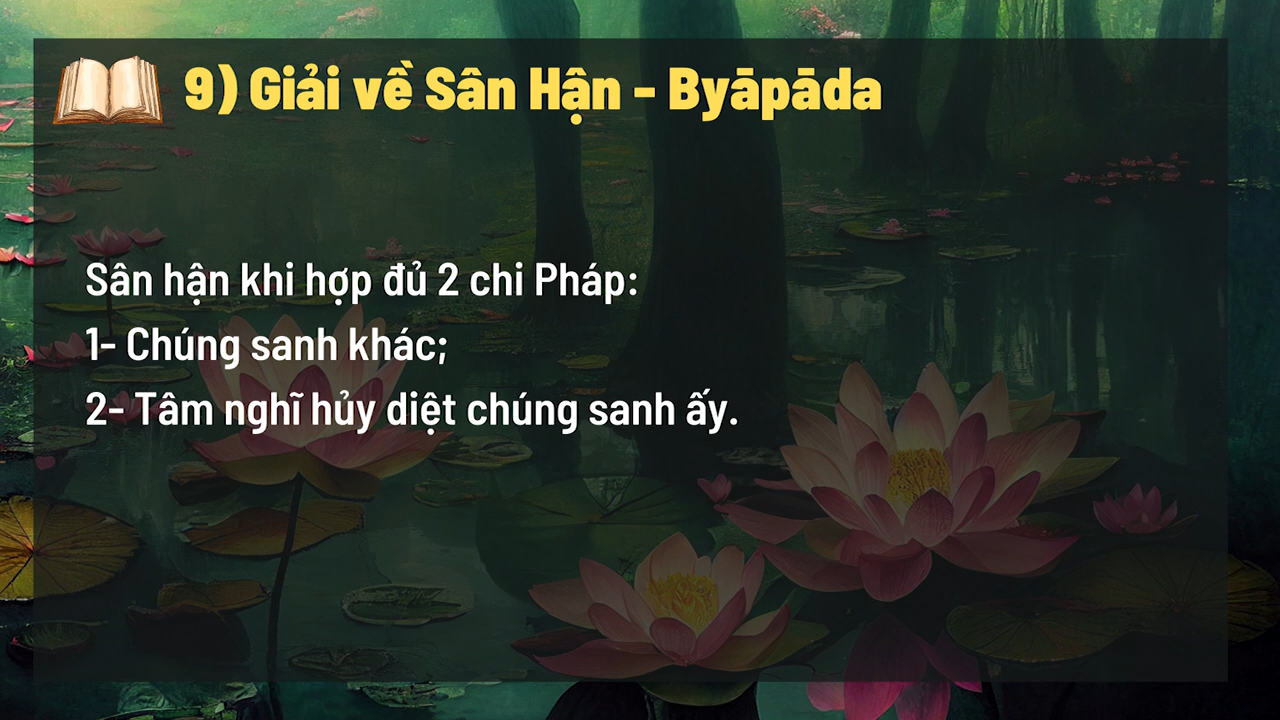 9) Giải về Sân Hận - Byāpāda
Sân hận khi hợp đủ 2 chi Pháp:
1- Chúng sanh khác;
2- Tâm nghĩ hủy diệt chúng sanh ấy.